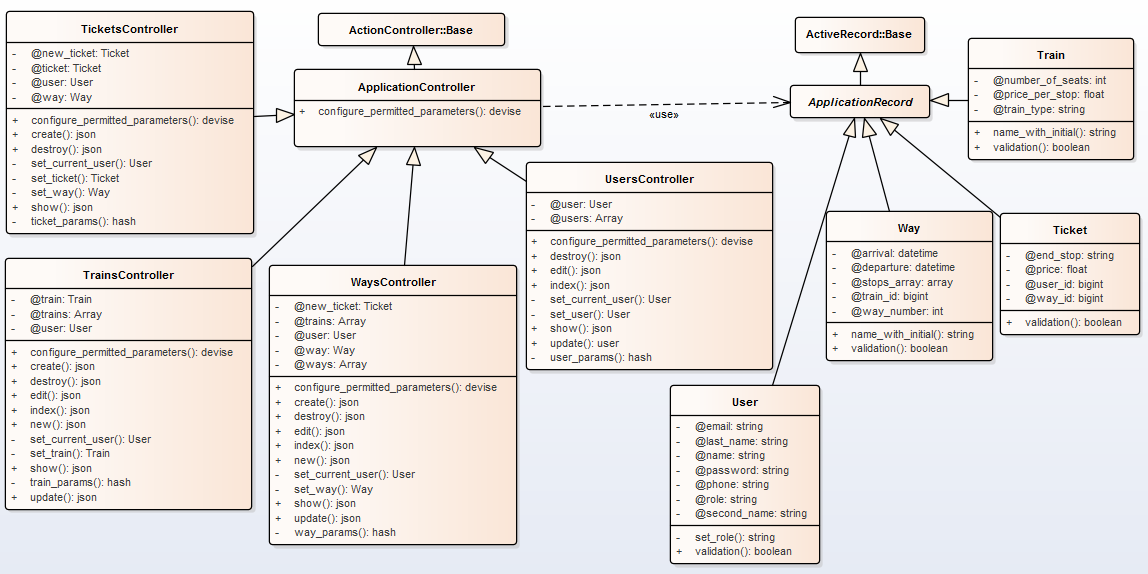 TicketsController
- @new_ticket: Ticket
- @ticket: Ticket
- @user: User
- @way: Way
+ configure_permitted_parameters(): devise
+ create(): json
+ destroy(): json
- set_current_user(): User
- set_ticket(): Ticket
- set_way(): Way
+ show(): json
- ticket_params(): hash
ActionController::Base
ApplicationController
+ configure_permitted_parameters(): devise
«use»
ActiveRecord::Base
ApplicationRecord
Train
- @number_of_seats: int
- @price_per_stop: float
- @train_type: string
+ name_with_initial(): string
+ validation(): boolean
TrainsController
- @train: Train
- @trains: Array
- @user: User
+ configure_permitted_parameters(): devise
+ create(): json
+ destroy(): json
+ edit(): json
+ index(): json
+ new(): json
- set_current_user(): User
- set_train(): Train
+ show(): json
- train_params(): hash
+ update(): json
WaysController
- @new_ticket: Ticket
- @trains: Array
- @user: User
- @way: Way
- @ways: Array
+ configure_permitted_parameters(): devise
+ create(): json
+ destroy(): json
+ edit(): json
+ index(): json
+ new(): json
- set_current_user(): User
- set_way(): Way
+ show(): json
+ update(): json
- way_params(): hash
UsersController
- @user: User
- @users: Array
+ configure_permitted_parameters(): devise
+ destroy(): json
+ edit(): json
+ index(): json
- set_current_user(): User
- set_user(): User
+ show(): json
+ update(): user
- user_params(): hash
Way
- @arrival: datetime
- @departure: datetime
- @stops_array: array
- @train_id: bigint
- @way_number: int
+ name_with_initial(): string
+ validation(): boolean
Ticket
- @end_stop: string
- @price: float
- @user_id: bigint
- @way_id: bigint
+ validation(): boolean
User
- @email: string
- @last_name: string
- @name: string
- @password: string
- @phone: string
- @role: string
- @second_name: string
- set_role(): string
+ validation(): boolean